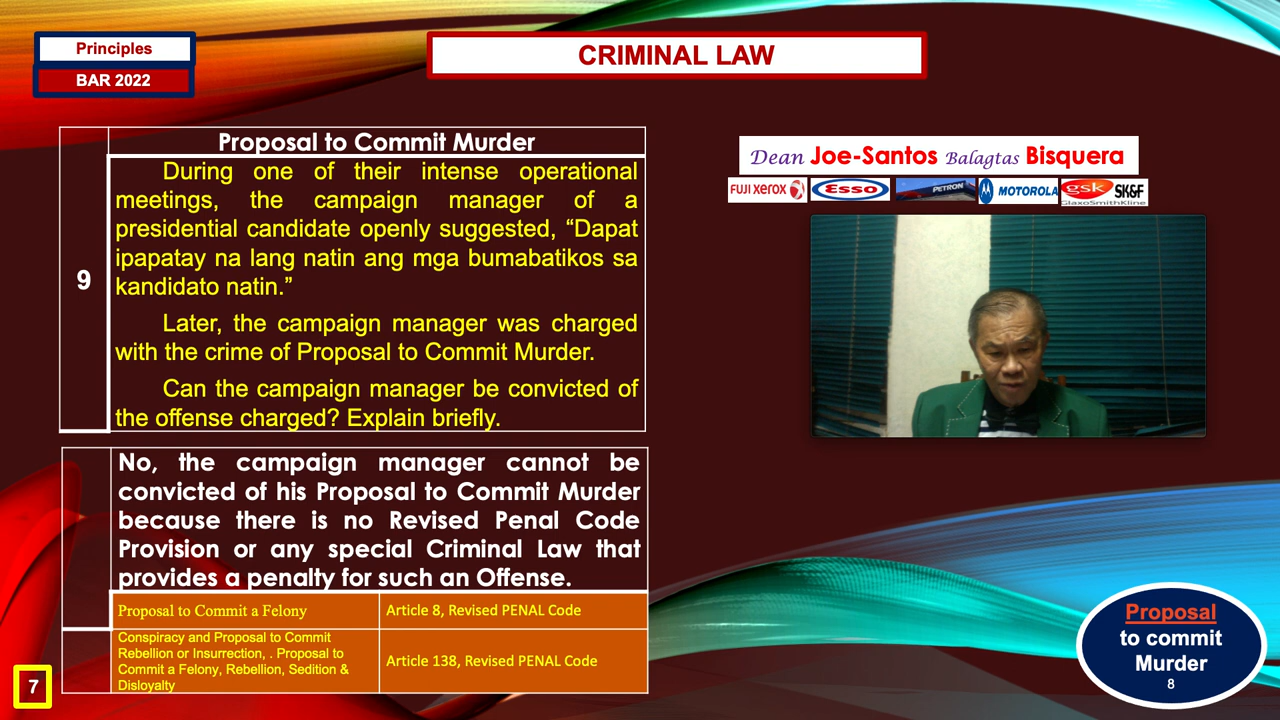 Principles
BAR 2022
CRIMINAL LAW
Proposal to Commit Murder
9
During one of their intense operational
meetings, the campaign manager of a
presidential candidate openly suggested, “Dapat
ipapatay na lang natin ang mga bumabatikos sa
kandidato natin.”
Later, the campaign manager was charged
with the crime of Proposal to Commit Murder.
Can the campaign manager be convicted of
the offense charged? Explain briefly.
No, the campaign manager cannot be
convicted of his Proposal to Commit Murder
because there is no Revised Penal Code
Provision or any special Criminal Law that
provides a penalty for such an Offense.
Proposal to Commit a Felony
Article 8, Revised PENAL Code
Conspiracy and Proposal to Commit
Rebellion or Insurrection, . Proposal to
Commit a Felony, Rebellion, Sedition &
Disloyalty
Article 138, Revised PENAL Code
7
Dean Joe-Santos Balagtas Bisquera
FUJI xerox
Esso
PETRON
MOTOROLA
gsk SK&F
GlaxoSmithKline
Proposal
to commit
Murder
8